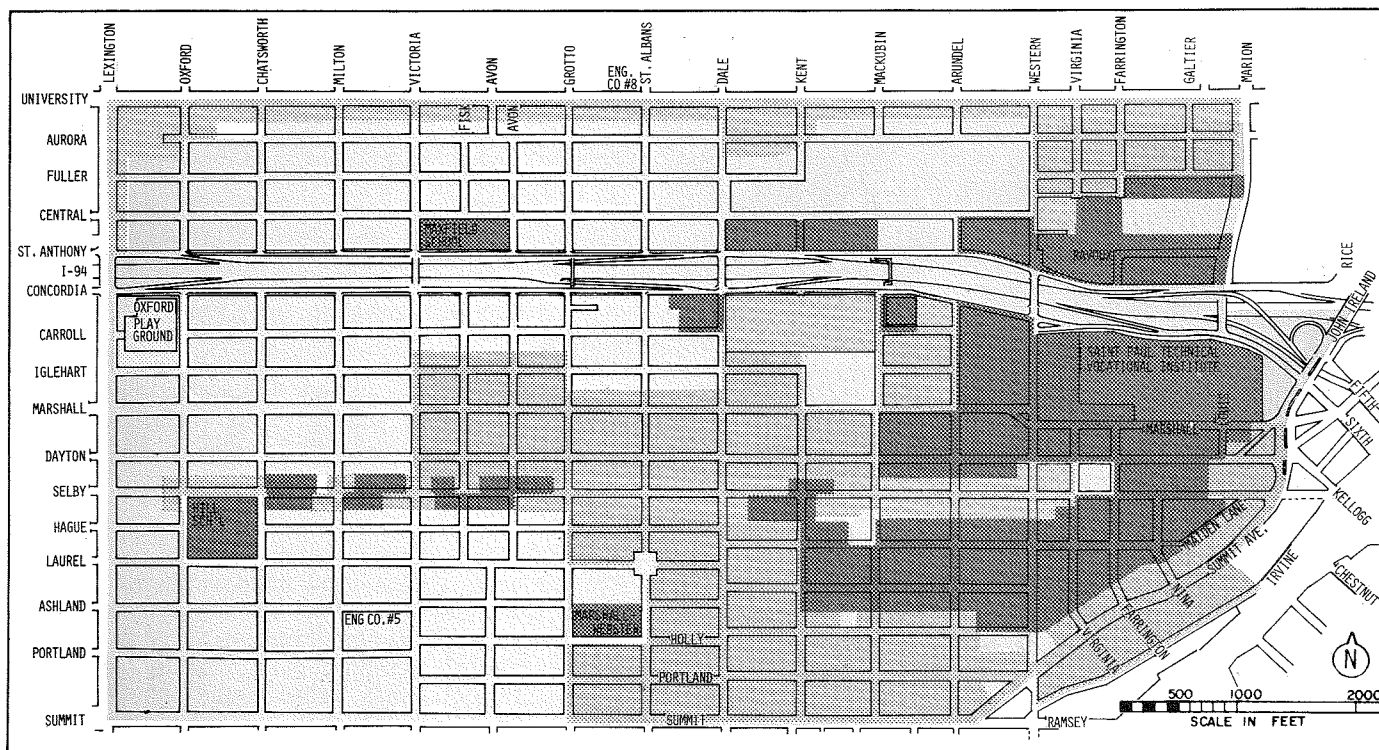 LEXINGTON
OXFORD
CHATSWORTH
MILTON
VICTORIA
AVON
GROTTO
ENG.
CO #8
ST. ALBANS
DALE
KENT
MACKUBIN
ARUNDEL
WESTERN
VIRGINIA
FARRINGTON
GALTIER
MARION
UNIVERSITY
AURORA
FULLER
CENTRAL
ST. ANTHONY
I-94
CONCORDIA
CARROLL
IGLEHART
MARSHALL
DAYTON
SELBY
HAGUE
LAUREL
ASHLAND
PORTLAND
SUMMIT
FISK
AVON
MAXFIELD
SCHOOL
RAVOUX
RICE
JOHN IRELAND
OXFORD
PLAY
GROUND
SAINT PAUL TECHNICAL
VOCATIONAL INSTITUTE
MARSHALL
FIFTH
SIXTH
KELLOGG
HILL
MAIDEN LANE
SUMMIT AVE.
IRVINE
CHESTNUT
NINA
FARRINGTON
VIRGINIA
ENG CO.#5
MARSHALL-
WEBSTER
HOLLY
PORTLAND
SUMMIT
RAMSEY
N
500 1000 2000
SCALE IN FEET